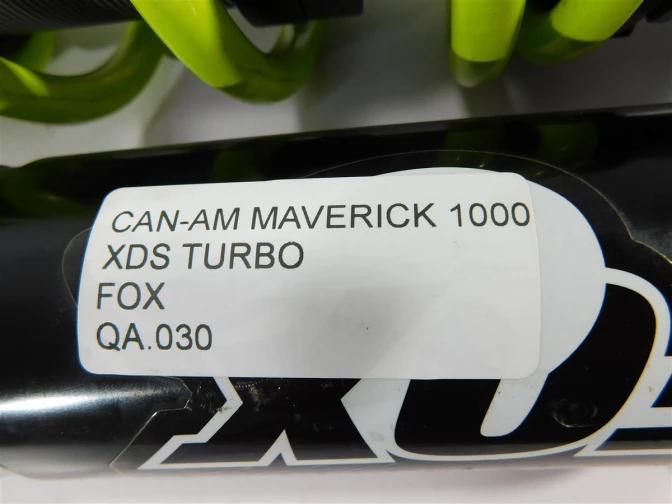 CAN-AM MAVERICK 1000
XDS TURBO
FOX
QA.030